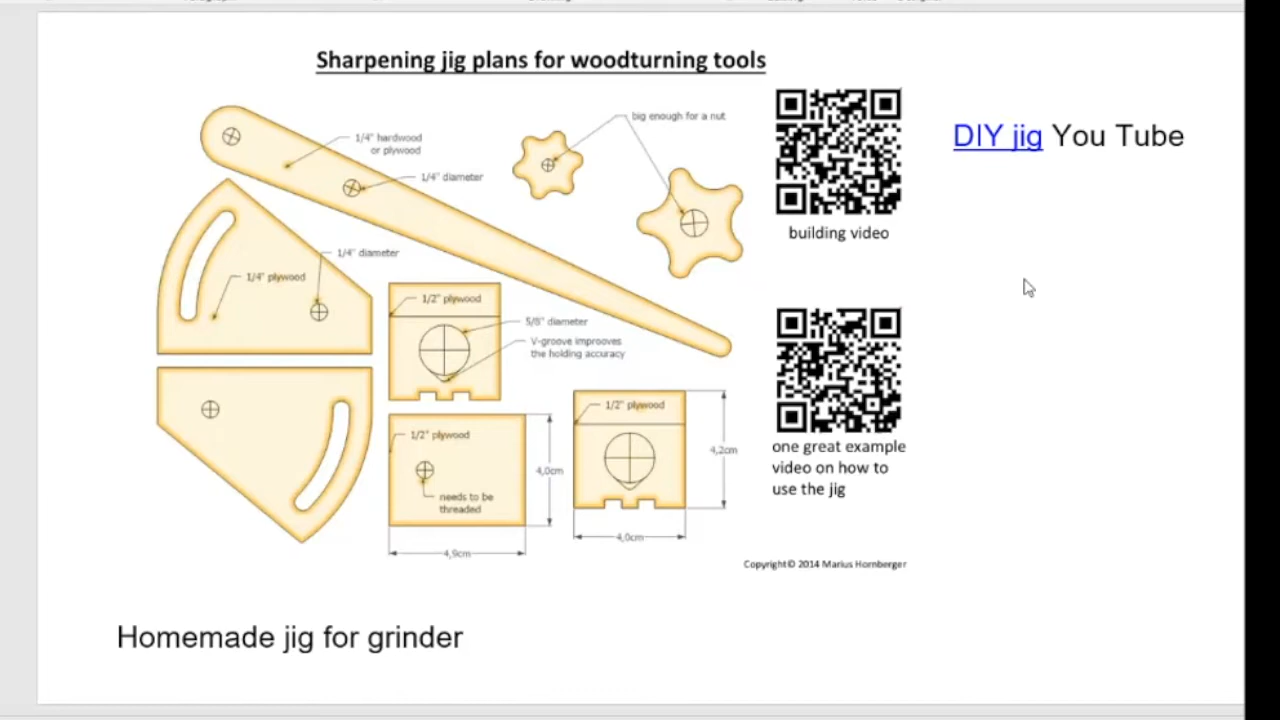 Sharpening jig plans for woodturning tools
1/4" hardwood
or plywood
1/4" diameter
big enough for a nut
building video
DIY jig You Tube
1/4" diameter
1/4" plywood
1/2" plywood
5/8" diameter
V-groove improoves
the holding accuracy
1/2" plywood
needs to be
threaded
4,0cm
4,9cm
1/2" plywood
4,2cm
4,0cm
one great example
video on how to
use the jig
Copyright© 2014 Marius Hornberger
Homemade jig for grinder